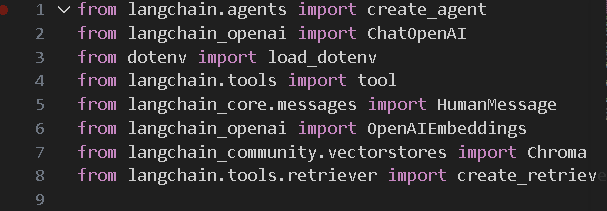 1 from langchain.agents import create_agent
2 from langchain_openai import ChatOpenAI
3 from dotenv import load_dotenv
4 from langchain.tools import tool
5 from langchain_core.messages import HumanMessage
6 from langchain_openai import OpenAIEmbeddings
7 from langchain_community.vectorstores import Chroma
8 from langchain.tools.retriever import create_retrieve
9